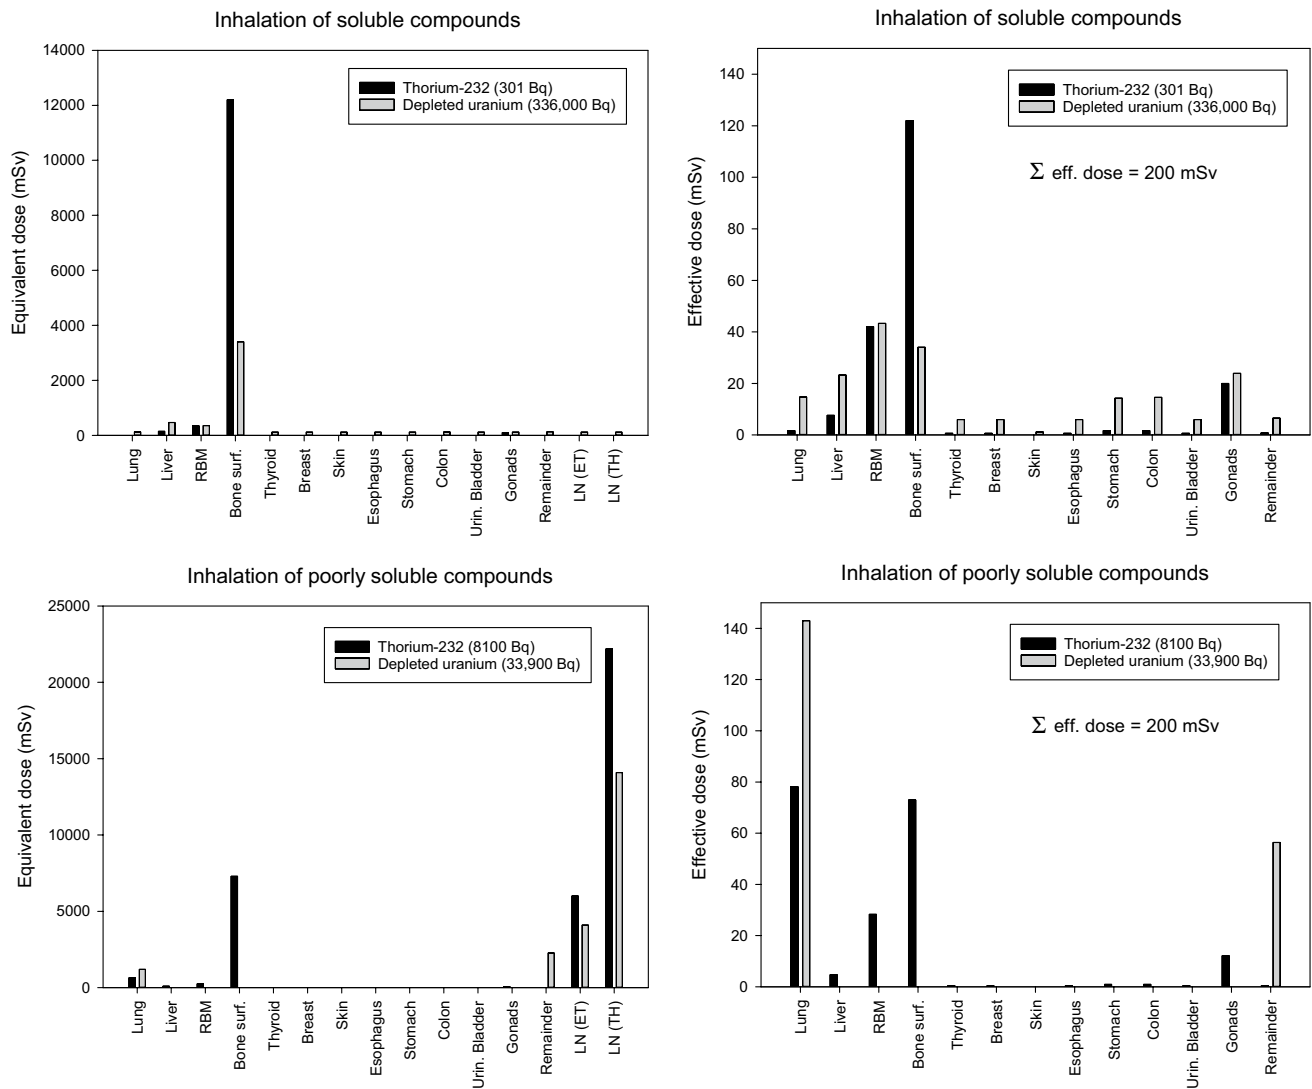 Inhalation of soluble compounds
Equivalent dose (mSv)
14000
12000
10000
8000
6000
4000
2000
0
Thorium-232 (301 Bq)
Depleted uranium (336,000 Bq)
Lung
Liver
RBM
Bone surf.
Thyroid
Breast
Skin
Esophagus
Stomach
Colon
Urin. Bladder
Gonads
Remainder
LN (ET)
LN (TH)
Inhalation of soluble compounds
Effective dose (mSv)
140
120
100
80
60
40
20
0
Thorium-232 (301 Bq)
Depleted uranium (336,000 Bq)
Σ eff. dose = 200 mSv
Lung
Liver
RBM
Bone surf.
Thyroid
Breast
Skin
Esophagus
Stomach
Colon
Urin. Bladder
Gonads
Remainder
Inhalation of poorly soluble compounds
Equivalent dose (mSv)
25000
20000
15000
10000
5000
0
Thorium-232 (8100 Bq)
Depleted uranium (33,900 Bq)
Lung
Liver
RBM
Bone surf.
Thyroid
Breast
Skin
Esophagus
Stomach
Colon
Urin. Bladder
Gonads
Remainder
LN (ET)
LN (TH)
Inhalation of poorly soluble compounds
Effective dose (mSv)
140
120
100
80
60
40
20
0
Thorium-232 (8100 Bq)
Depleted uranium (33,900 Bq)
Σ eff. dose = 200 mSv
Lung
Liver
RBM
Bone surf.
Thyroid
Breast
Skin
Esophagus
Stomach
Colon
Urin. Bladder
Gonads
Remainder